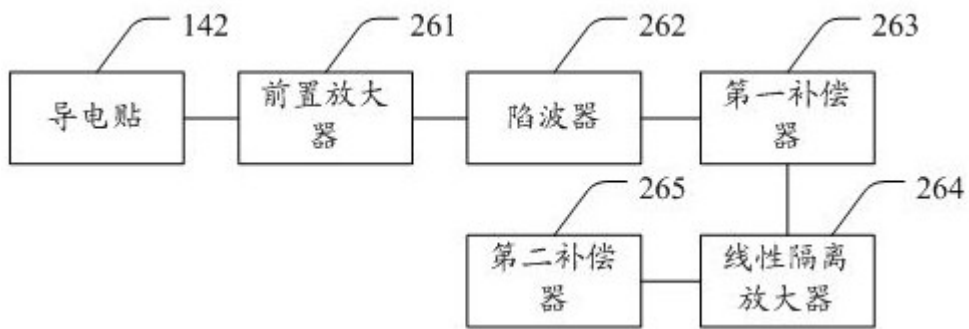 142
261
262
263
导电贴
前置放大
器
陷波器
第一补偿
器
265
264
第二补偿
器
线性隔离
放大器